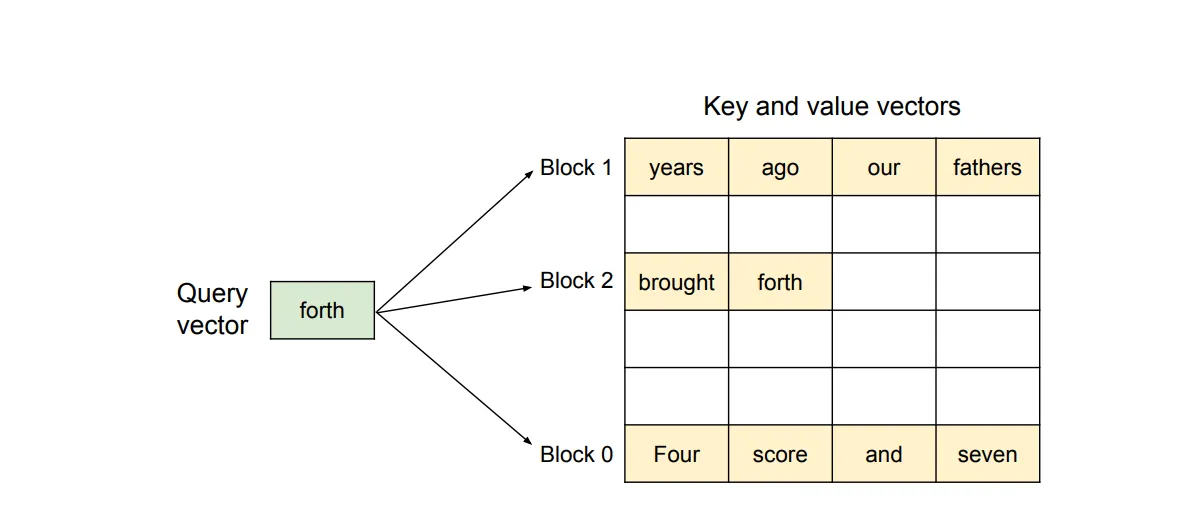 Key and value vectors
Block 1 years ago our fathers
Block 2 brought forth
Query
vector
forth
Block 0 Four score and seven